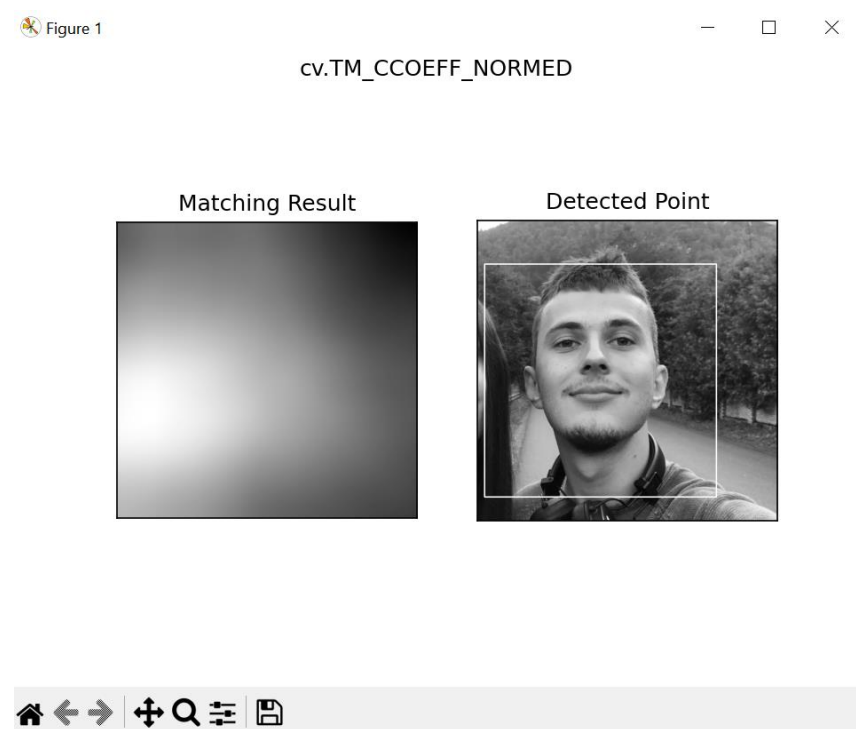 Figure 1
cv.TM_CCOEFF_NORMED
Matching Result
Detected Point